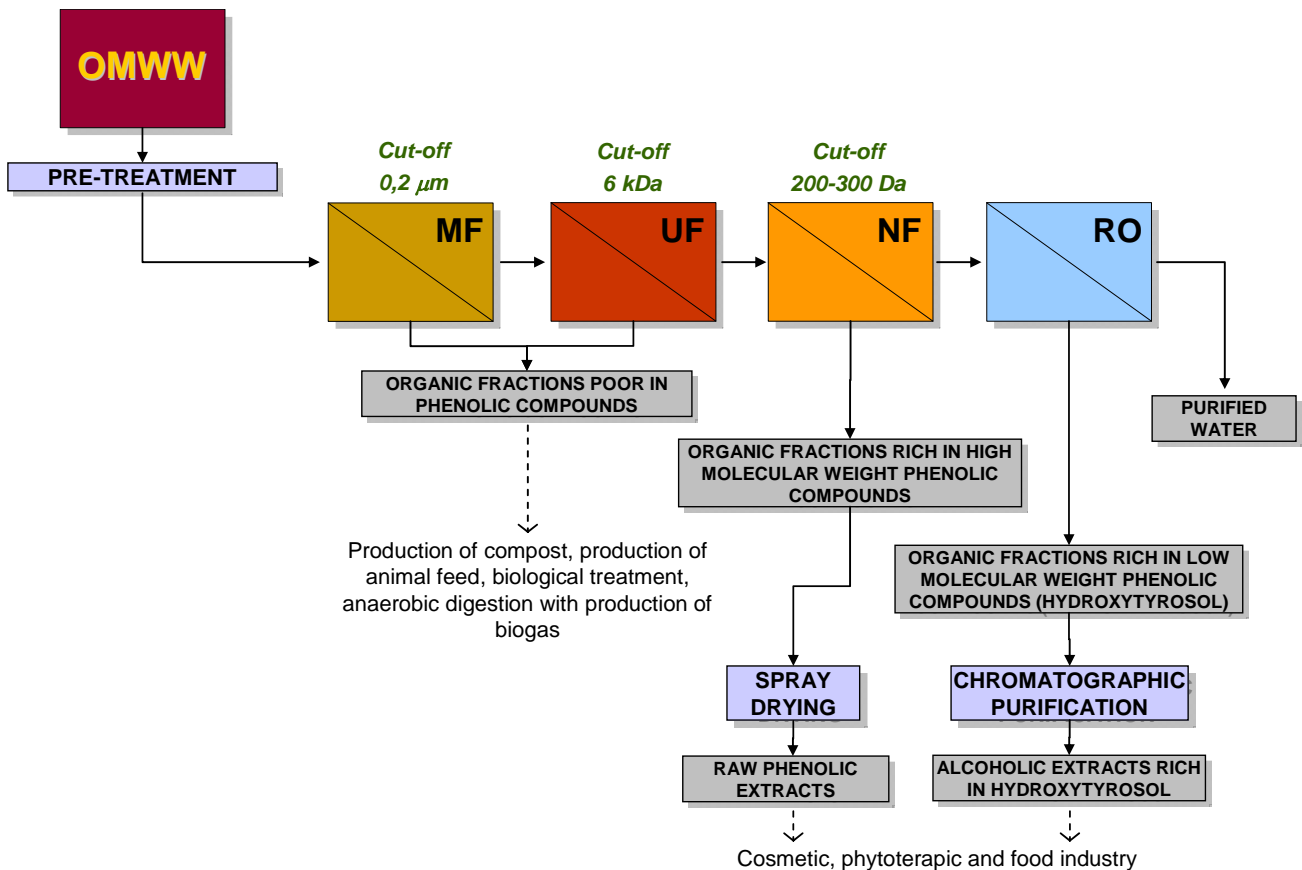 OMWW
PRE-TREATMENT
Cut-off
0,2 μm
Cut-off
6 kDa
Cut-off
200-300 Da
MF
UF
NF
RO
ORGANIC FRACTIONS POOR IN
PHENOLIC COMPOUNDS
PURIFIED
WATER
ORGANIC FRACTIONS RICH IN HIGH
MOLECULAR WEIGHT PHENOLIC
COMPOUNDS
Production of compost, production of
animal feed, biological treatment,
anaerobic digestion with production of
biogas
ORGANIC FRACTIONS RICH IN LOW
MOLECULAR WEIGHT PHENOLIC
COMPOUNDS (HYDROXYTYROSOL)
SPRAY
DRYING
CHROMATOGRAPHIC
PURIFICATION
RAW PHENOLIC
EXTRACTS
ALCOHOLIC EXTRACTS RICH
IN HYDROXYTYROSOL
Cosmetic, phytoterapic and food industry